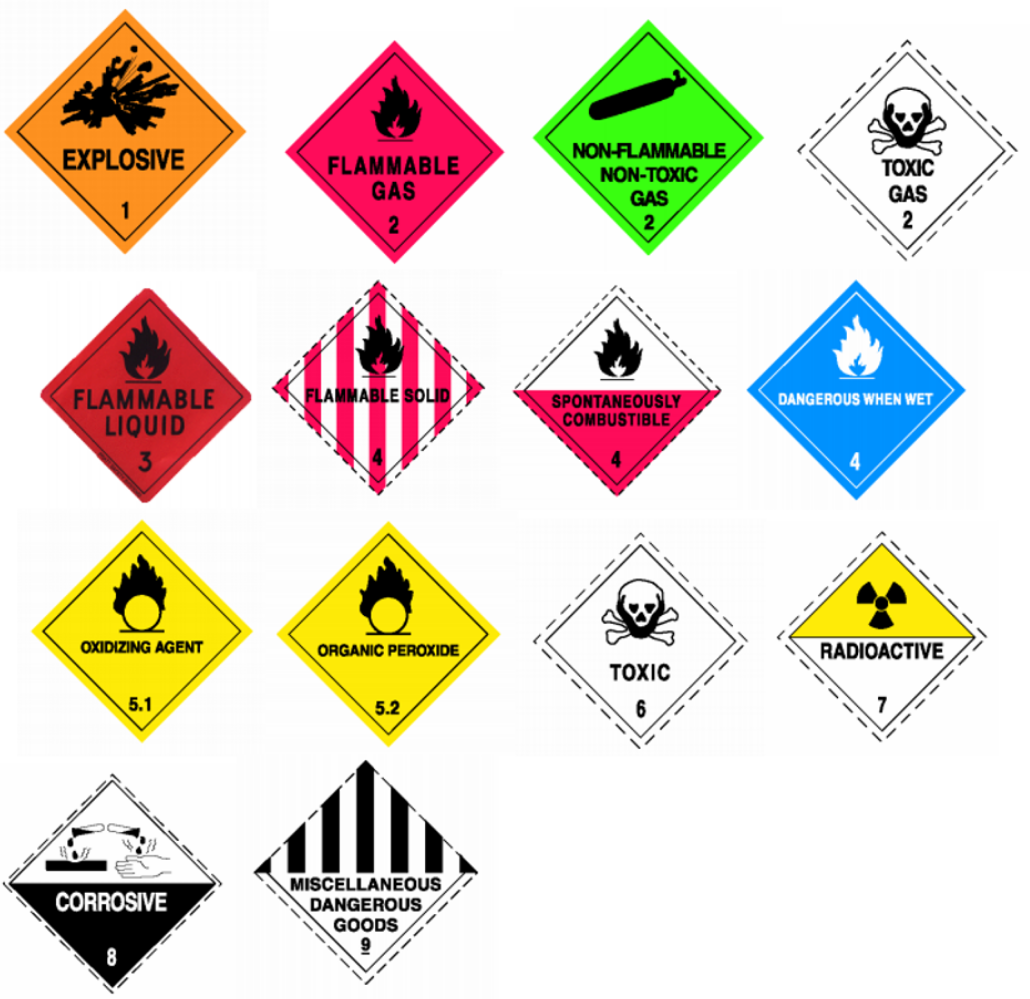 EXPLOSIVE
1
FLAMMABLE
GAS
2
NON-FLAMMABLE
NON-TOXIC
GAS
2
TOXIC
GAS
2
FLAMMABLE
LIQUID
3
FLAMMABLE SOLID
4
SPONTANEOUSLY
COMBUSTIBLE
4
DANGEROUS WHEN WET
4
OXIDIZING AGENT
5.1
ORGANIC PEROXIDE
5.2
TOXIC
6
RADIOACTIVE
7
CORROSIVE
8
MISCELLANEOUS
DANGEROUS
GOODS
9